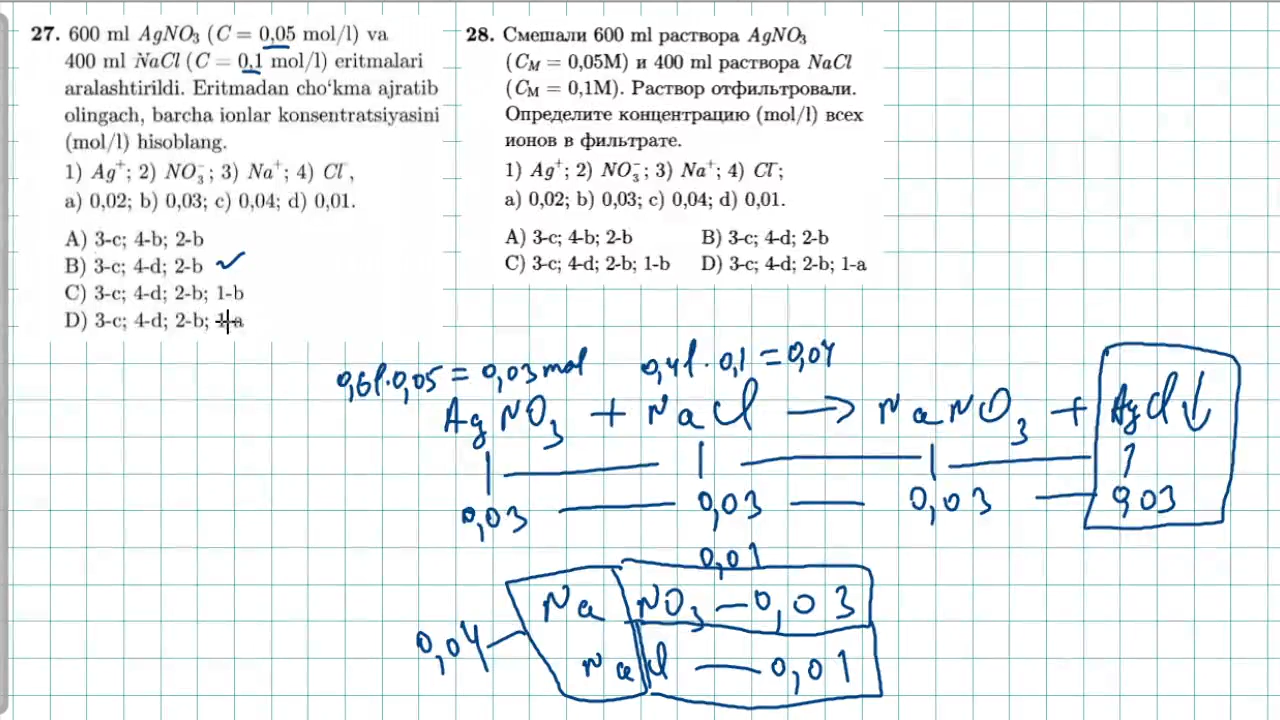 27. 600 ml AgNO₃ (C = 0,05 mol/l) va
400 ml NaCl (C = 0,1 mol/l) eritmalari
aralashtirildi. Eritmadan cho‘kma ajratib
olingach, barcha ionlar konsentratsiyasini
(mol/l) hisoblang.
1) Ag⁺; 2) NO₃⁻; 3) Na⁺; 4) Cl⁻,
a) 0,02; b) 0,03; c) 0,04; d) 0,01.
A) 3-c; 4-b; 2-b
B) 3-c; 4-d; 2-b ✓
C) 3-c; 4-d; 2-b; 1-b
D) 3-c; 4-d; 2-b; 1-a
28. Смешали 600 ml раствора AgNO₃
(C_M = 0,05M) и 400 ml раствора NaCl
(C_M = 0,1M). Раствор отфильтровали.
Определите концентрацию (mol/l) всех
ионов в фильтрате.
1) Ag⁺; 2) NO₃⁻; 3) Na⁺; 4) Cl⁻;
a) 0,02; b) 0,03; c) 0,04; d) 0,01.
A) 3-c; 4-b; 2-b B) 3-c; 4-d; 2-b
C) 3-c; 4-d; 2-b; 1-b D) 3-c; 4-d; 2-b; 1-a
0,6l·0,05 = 0,03mol 0,4l·0,1 = 0,04
AgNO₃ + NaCl → NaNO₃ + AgCl↓
1 — 1 — 1 — 1
0,03 — 0,03 — 0,03 — 0,03
0,01
NaNO₃ — 0,03
0,04 —
NaCl — 0,01